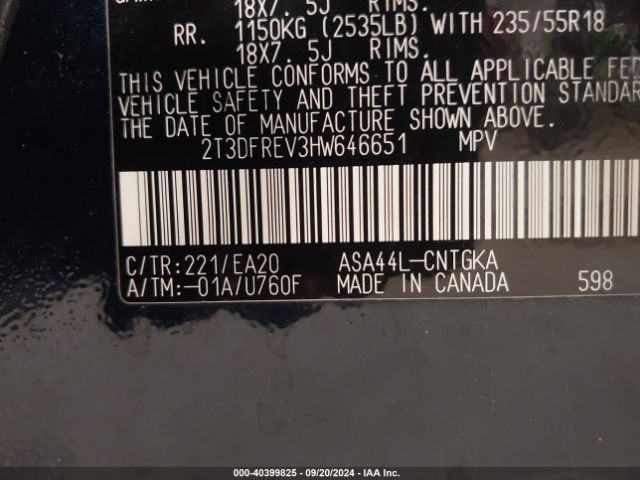 18X7. 5J RIMS.
RR. 1150KG (2535LB) WITH 235/55R18
18X7. 5J RIMS.
THIS VEHICLE CONFORMS TO ALL APPLICABLE FED
VEHICLE SAFETY AND THEFT PREVENTION STANDAR
THE DATE OF MANUFACTURE SHOWN ABOVE.
2T3DFREV3HW646651 MPV
C/TR:221/EA20 ASA44L-CNTGKA
A/TM:-01A/U760F MADE IN CANADA 598
000-40399825 - 09/20/2024 - IAAI.COM